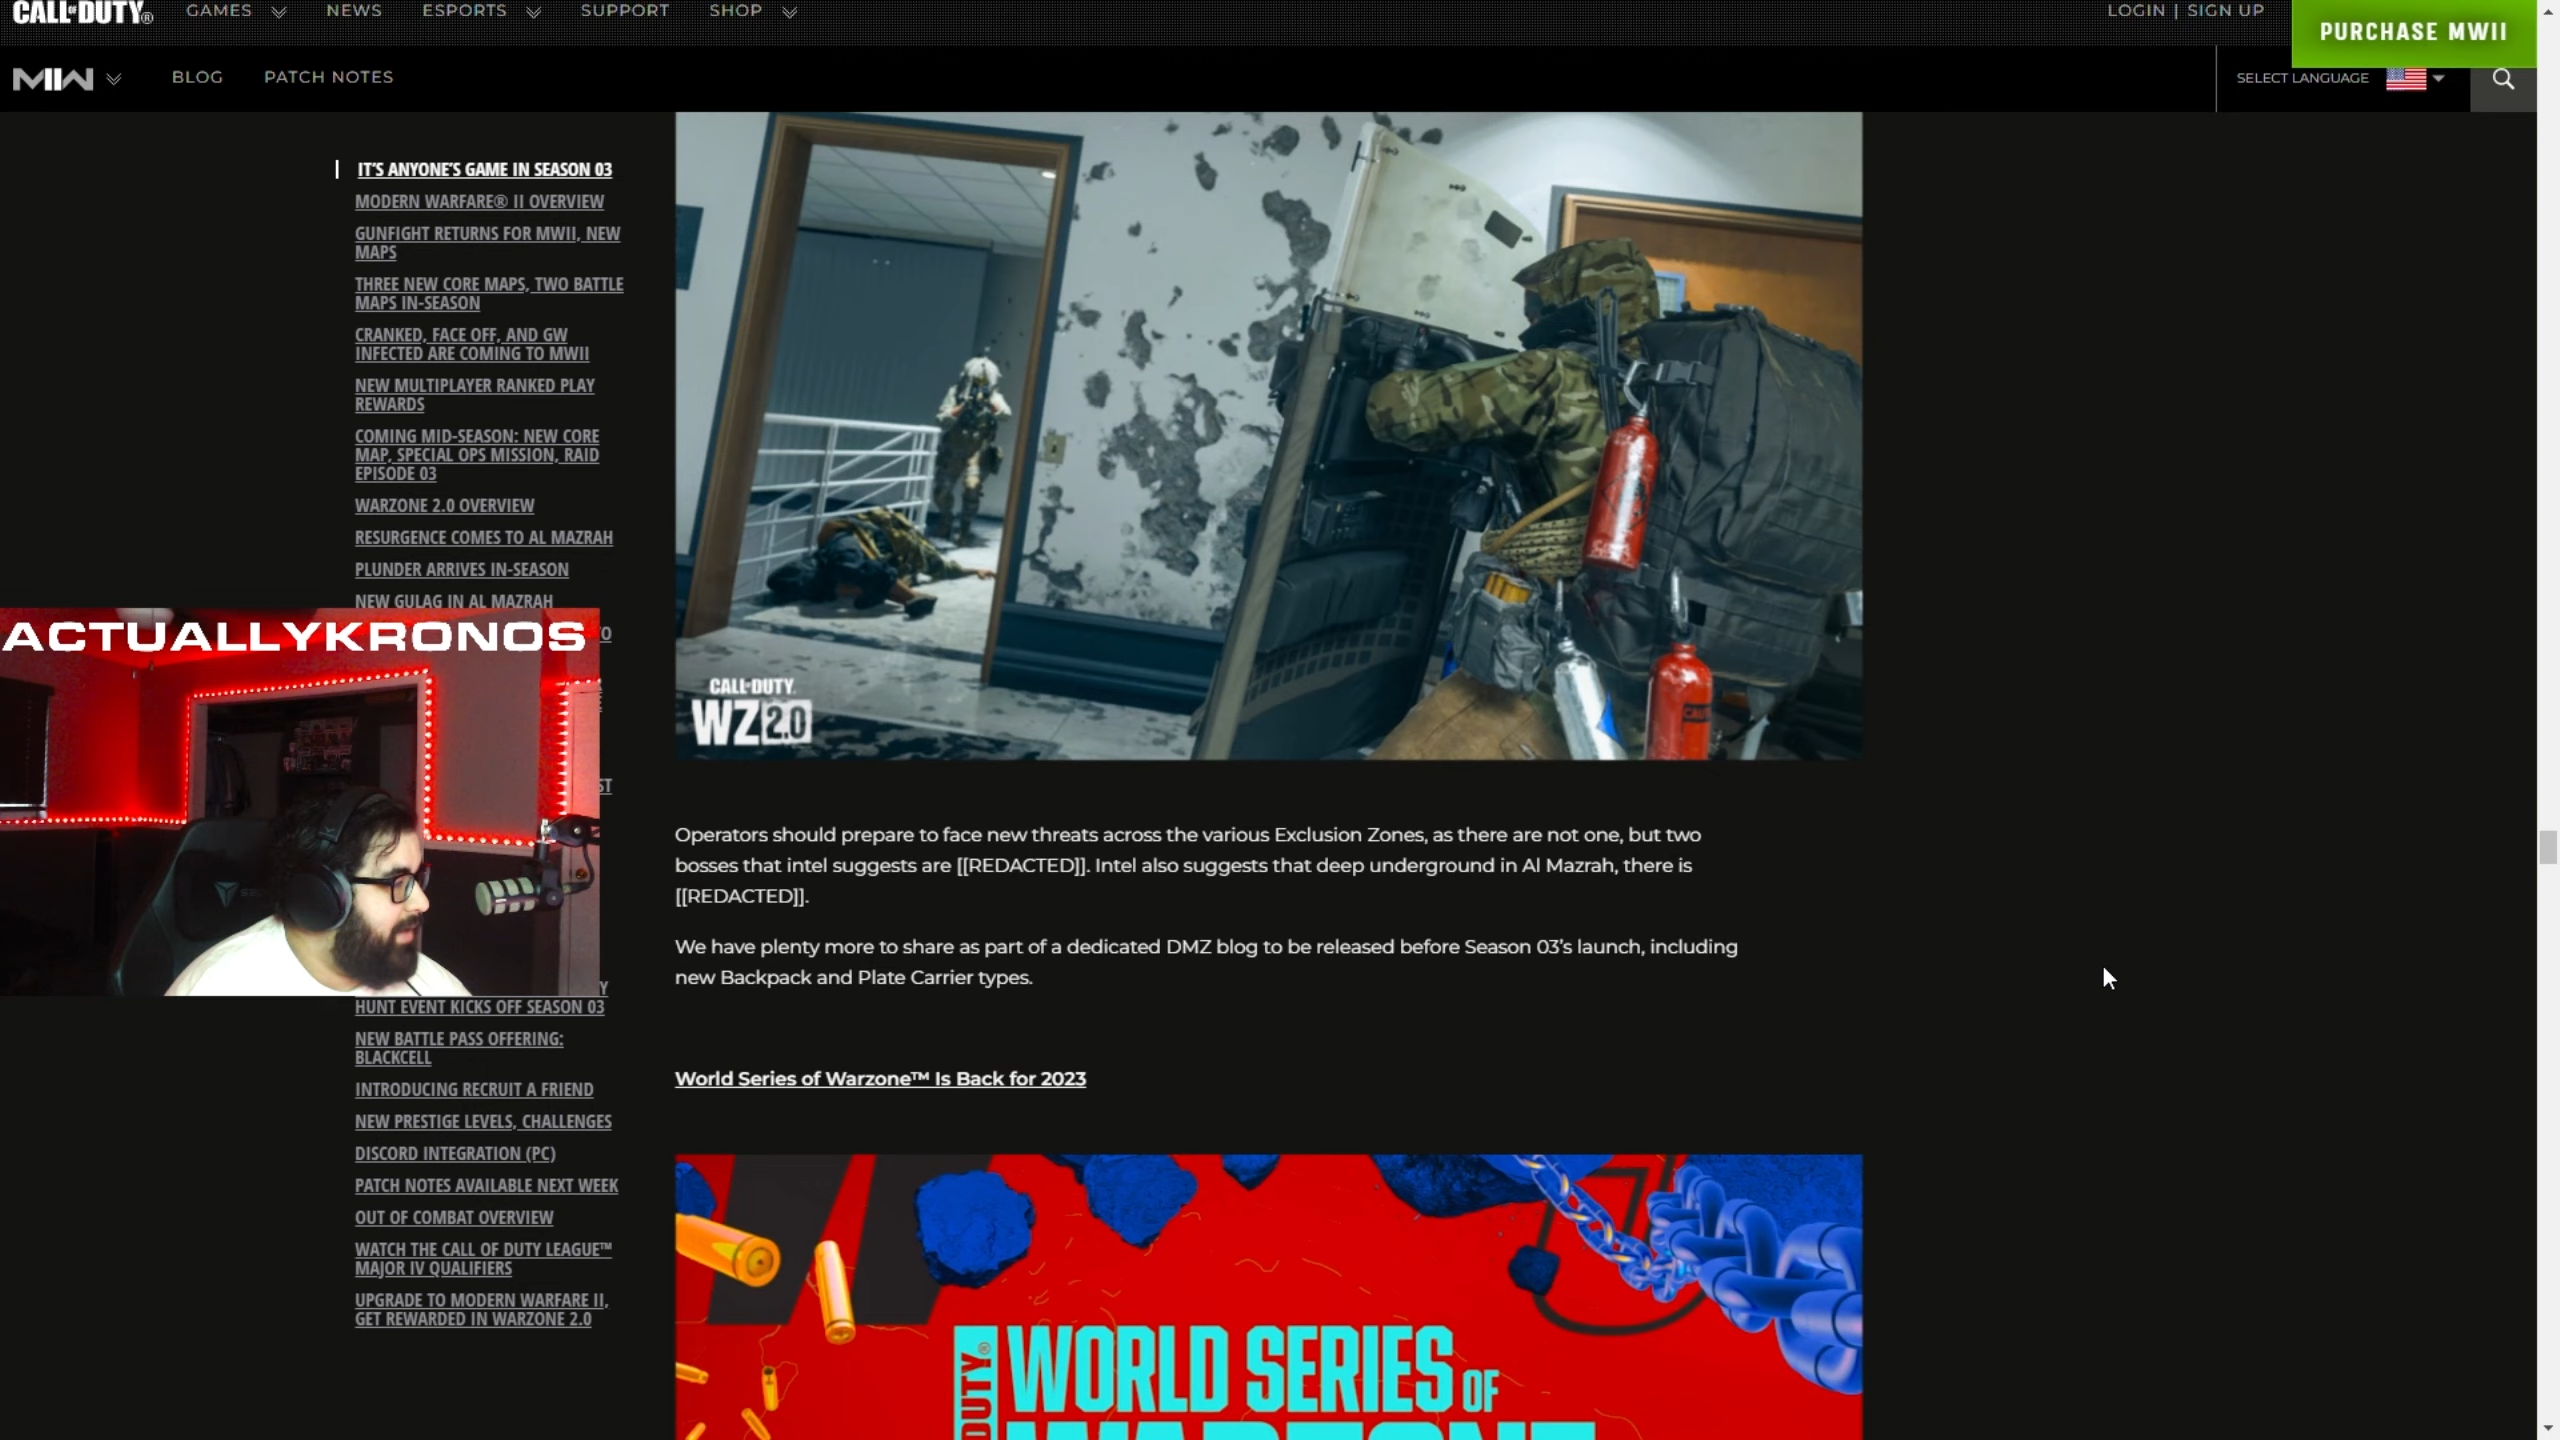 CALL OF DUTY®
GAMES
NEWS
ESPORTS
SUPPORT
SHOP
LOGIN | SIGN UP
PURCHASE MWII
MW
BLOG
PATCH NOTES
SELECT LANGUAGE
IT'S ANYONE'S GAME IN SEASON 03
MODERN WARFARE® II OVERVIEW
GUNFIGHT RETURNS FOR MWII, NEW
MAPS
THREE NEW CORE MAPS, TWO BATTLE
MAPS IN-SEASON
CRANKED, FACE OFF, AND GW
INFECTED ARE COMING TO MWII
NEW MULTIPLAYER RANKED PLAY
REWARDS
COMING MID-SEASON: NEW CORE
MAP, SPECIAL OPS MISSION, RAID
EPISODE 03
WARZONE 2.0 OVERVIEW
RESURGENCE COMES TO AL MAZRAH
PLUNDER ARRIVES IN-SEASON
NEW GULAG IN AL MAZRAH
ACTUALLYKRONOS
HUNT EVENT KICKS OFF SEASON 03
NEW BATTLE PASS OFFERING:
BLACKCELL
INTRODUCING RECRUIT A FRIEND
NEW PRESTIGE LEVELS, CHALLENGES
DISCORD INTEGRATION (PC)
PATCH NOTES AVAILABLE NEXT WEEK
OUT OF COMBAT OVERVIEW
WATCH THE CALL OF DUTY LEAGUE™
MAJOR IV QUALIFIERS
UPGRADE TO MODERN WARFARE II,
GET REWARDED IN WARZONE 2.0
CALL OF DUTY
WZ 2.0
Operators should prepare to face new threats across the various Exclusion Zones, as there are not one, but two
bosses that intel suggests are [[REDACTED]]. Intel also suggests that deep underground in Al Mazrah, there is
[[REDACTED]].
We have plenty more to share as part of a dedicated DMZ blog to be released before Season 03's launch, including
new Backpack and Plate Carrier types.
World Series of Warzone™ Is Back for 2023
DUTY®
WORLD SERIES OF
WARZONE